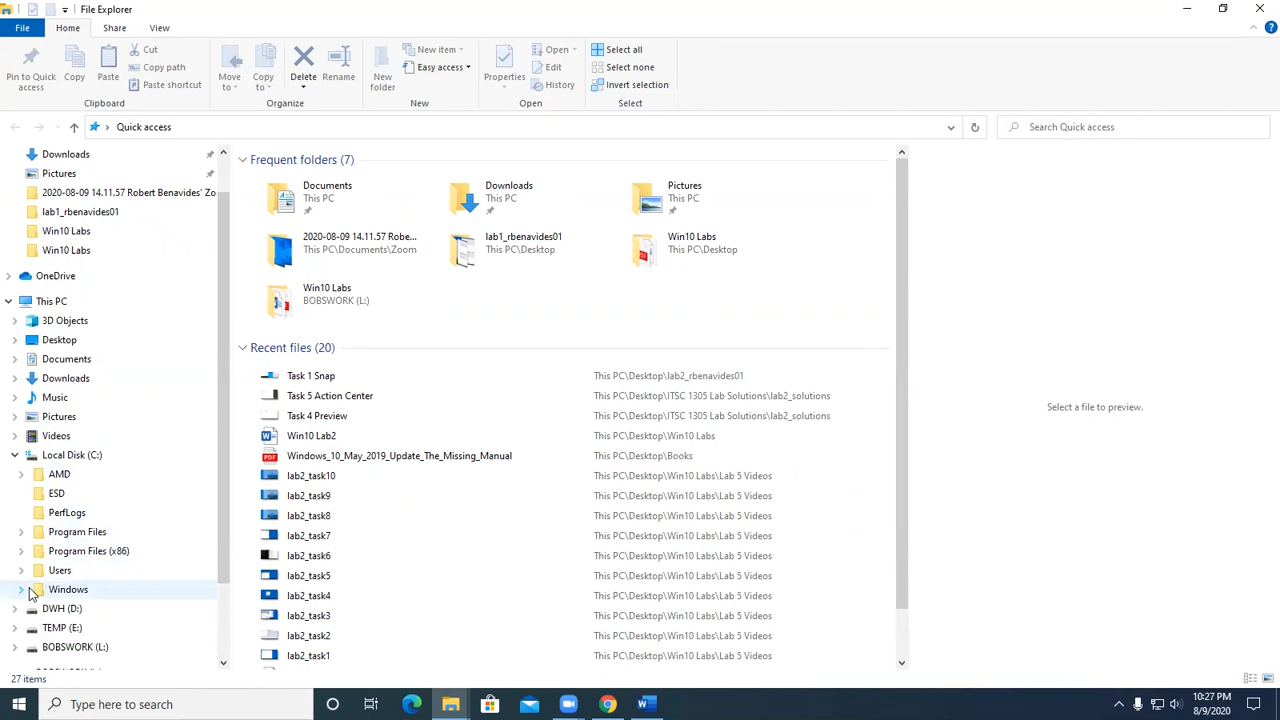 File Explorer
File Home Share View
Pin to Quick access
Copy
Paste
Cut
Copy path
Paste shortcut
Clipboard
Move to
Copy to
Delete
Rename
Organize
New folder
New item
Easy access
New
Properties
Open
Edit
History
Open
Select all
Select none
Invert selection
Select
Quick access
Search Quick access
Downloads
Pictures
2020-08-09 14.11.57 Robert Benavides' Zo
lab1_rbenavides01
Win10 Labs
Win10 Labs
OneDrive
This PC
3D Objects
Desktop
Documents
Downloads
Music
Pictures
Videos
Local Disk (C:)
AMD
ESD
PerfLogs
Program Files
Program Files (x86)
Users
Windows
DWH (D:)
TEMP (E:)
BOBSWORK (L:)
Frequent folders (7)
Documents
This PC
Downloads
This PC
Pictures
This PC
2020-08-09 14.11.57 Robe...
This PC\Documents\Zoom
lab1_rbenavides01
This PC\Desktop
Win10 Labs
This PC\Desktop
Win10 Labs
BOBSWORK (L:)
Recent files (20)
Task 1 Snap This PC\Desktop\lab2_rbenavides01
Task 5 Action Center This PC\Desktop\ITSC 1305 Lab Solutions\lab2_solutions
Task 4 Preview This PC\Desktop\ITSC 1305 Lab Solutions\lab2_solutions
Win10 Lab2 This PC\Desktop\Win10 Labs
Windows_10_May_2019_Update_The_Missing_Manual This PC\Desktop\Books
lab2_task10 This PC\Desktop\Win10 Labs\Lab 5 Videos
lab2_task9 This PC\Desktop\Win10 Labs\Lab 5 Videos
lab2_task8 This PC\Desktop\Win10 Labs\Lab 5 Videos
lab2_task7 This PC\Desktop\Win10 Labs\Lab 5 Videos
lab2_task6 This PC\Desktop\Win10 Labs\Lab 5 Videos
lab2_task5 This PC\Desktop\Win10 Labs\Lab 5 Videos
lab2_task4 This PC\Desktop\Win10 Labs\Lab 5 Videos
lab2_task3 This PC\Desktop\Win10 Labs\Lab 5 Videos
lab2_task2 This PC\Desktop\Win10 Labs\Lab 5 Videos
lab2_task1 This PC\Desktop\Win10 Labs\Lab 5 Videos
Select a file to preview.
27 items
Type here to search
10:27 PM
8/9/2020